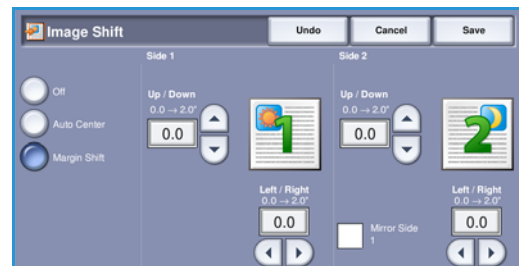 Image Shift
Undo
Cancel
Save
Side 1
Side 2
Off
Auto Center
Margin Shift
Up / Down
0.0 → 2.0"
0.0
1
Left / Right
0.0 → 2.0"
0.0
Up / Down
0.0 → 2.0"
0.0
2
Mirror Side
1
Left / Right
0.0 → 2.0"
0.0